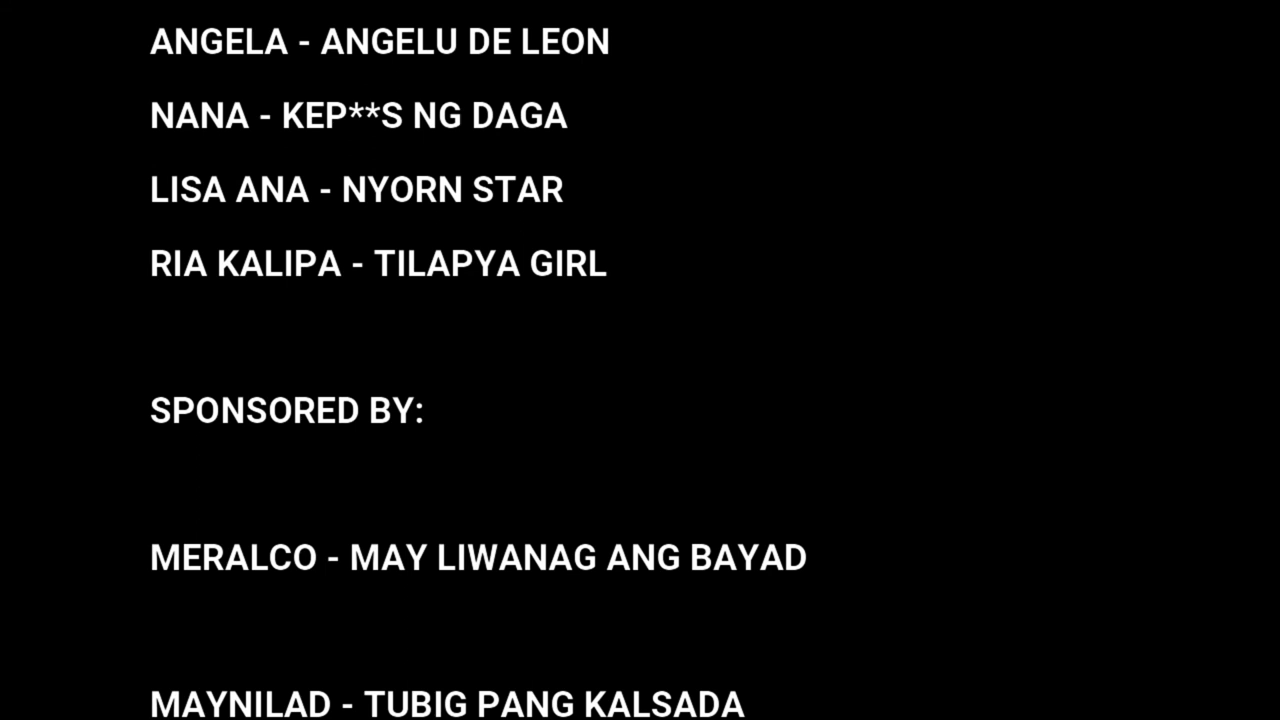 ANGELA - ANGELU DE LEON
NANA - KEP**S NG DAGA
LISA ANA - NYORN STAR
RIA KALIPA - TILAPYA GIRL
SPONSORED BY:
MERALCO - MAY LIWANAG ANG BAYAD
MAYNILAD - TUBIG PANG KALSADA